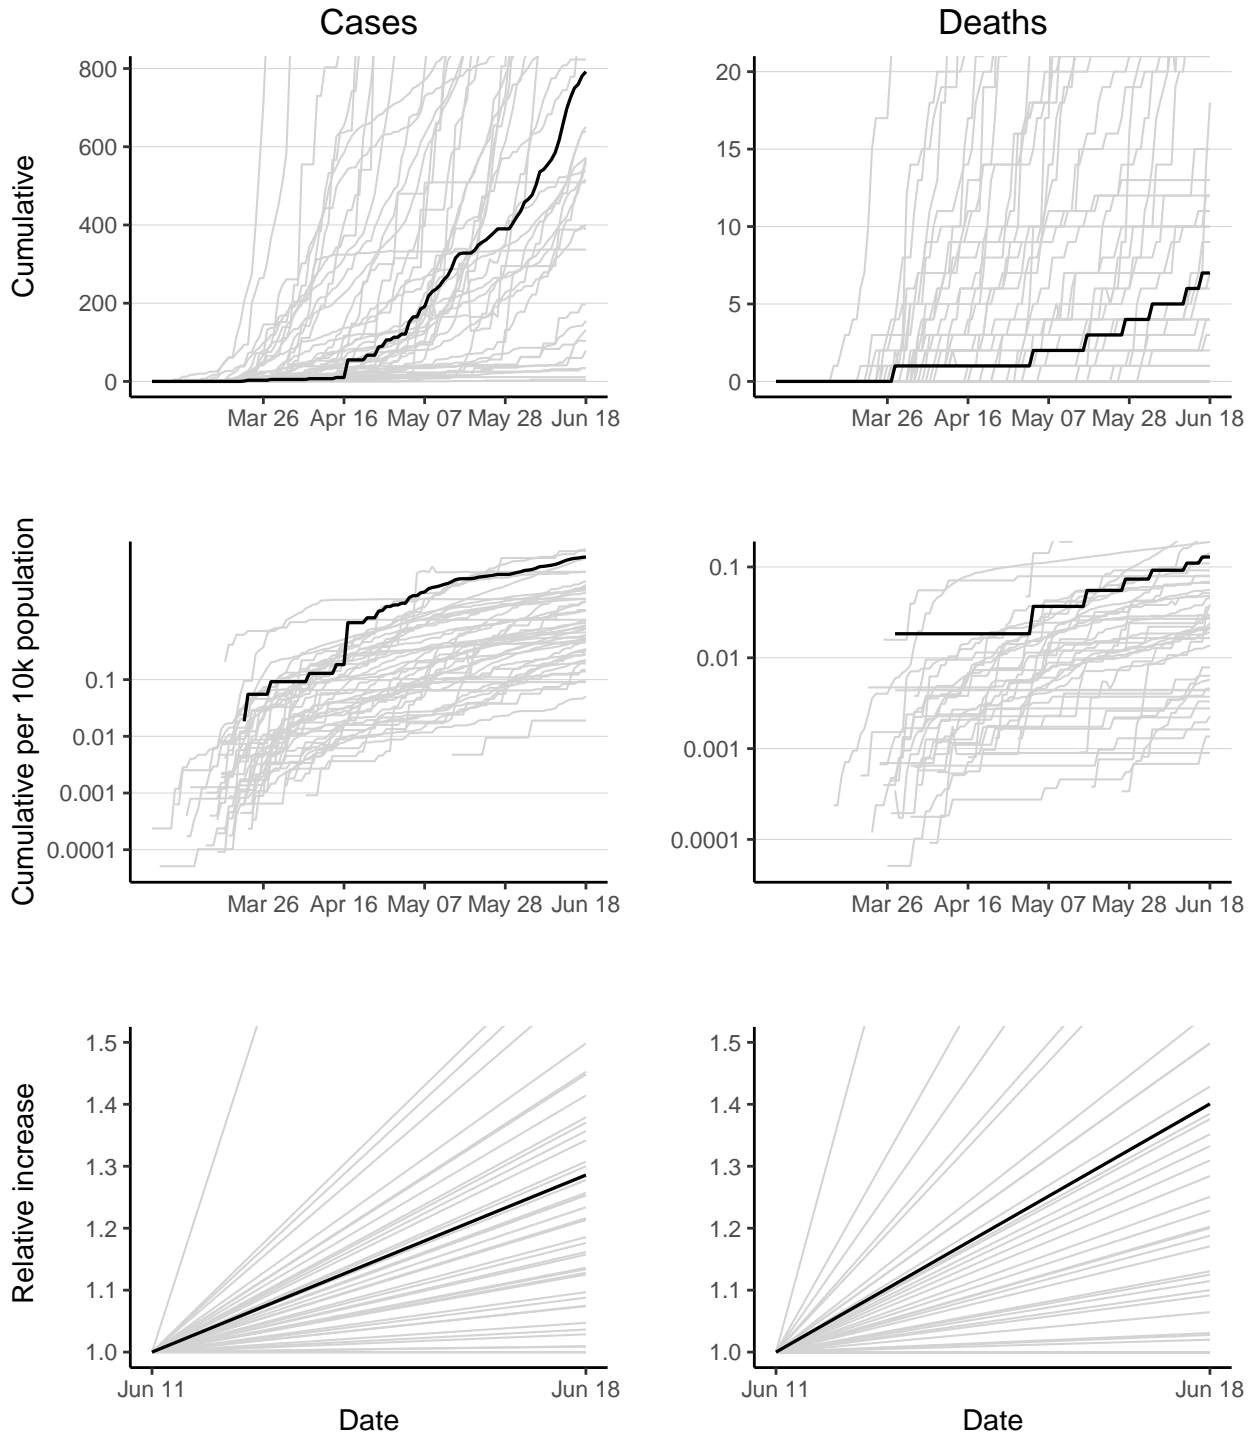 Cases
Deaths
Cumulative
800
600
400
200
0
Mar 26 Apr 16 May 07 May 28 Jun 18
20
15
10
5
0
Mar 26 Apr 16 May 07 May 28 Jun 18
Cumulative per 10k population
0.1
0.01
0.001
0.0001
Mar 26 Apr 16 May 07 May 28 Jun 18
0.1
0.01
0.001
0.0001
Mar 26 Apr 16 May 07 May 28 Jun 18
Relative increase
1.5
1.4
1.3
1.2
1.1
1.0
Jun 11 Jun 18
Date
1.5
1.4
1.3
1.2
1.1
1.0
Jun 11 Jun 18
Date